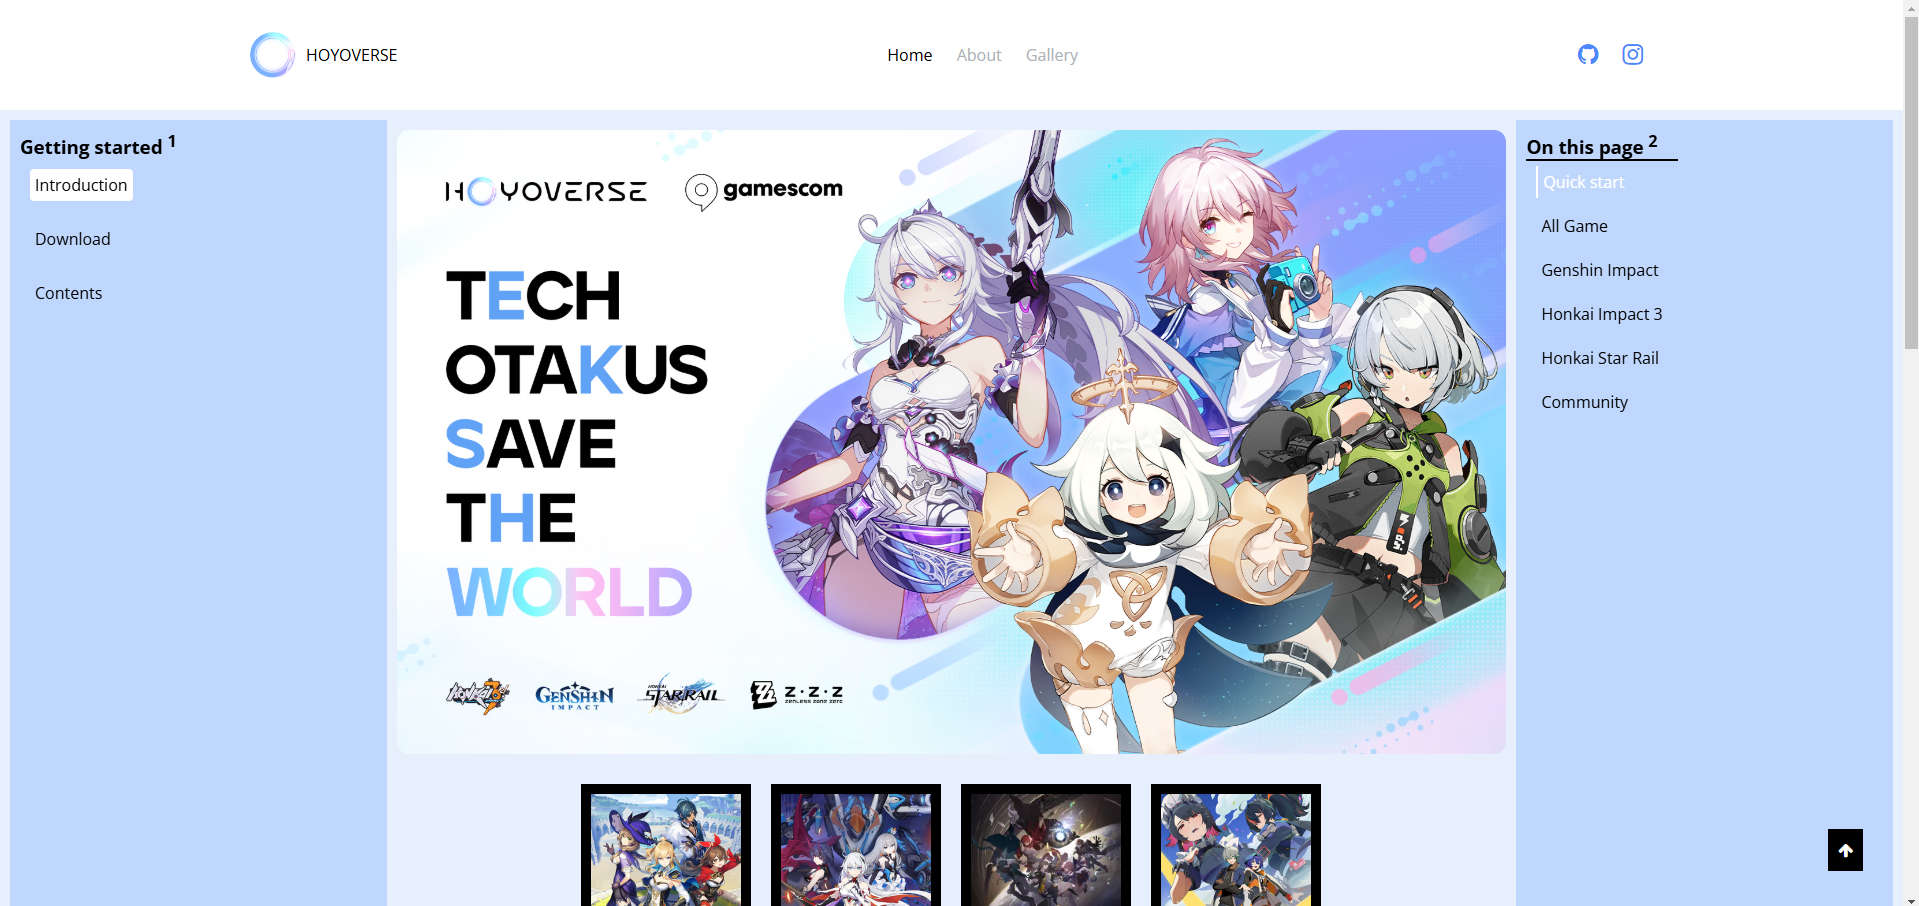 HOYOVERSE
Home About Gallery
Getting started 1
Introduction
Download
Contents
HOYOVERSE gamescom
TECH
OTAKUS
SAVE
THE
WORLD
HONKAI 3rd
GENSHIN
IMPACT
HONKAI
STAR RAIL
Z·Z·Z
ZENLESS ZONE ZERO
On this page 2
Quick start
All Game
Genshin Impact
Honkai Impact 3
Honkai Star Rail
Community